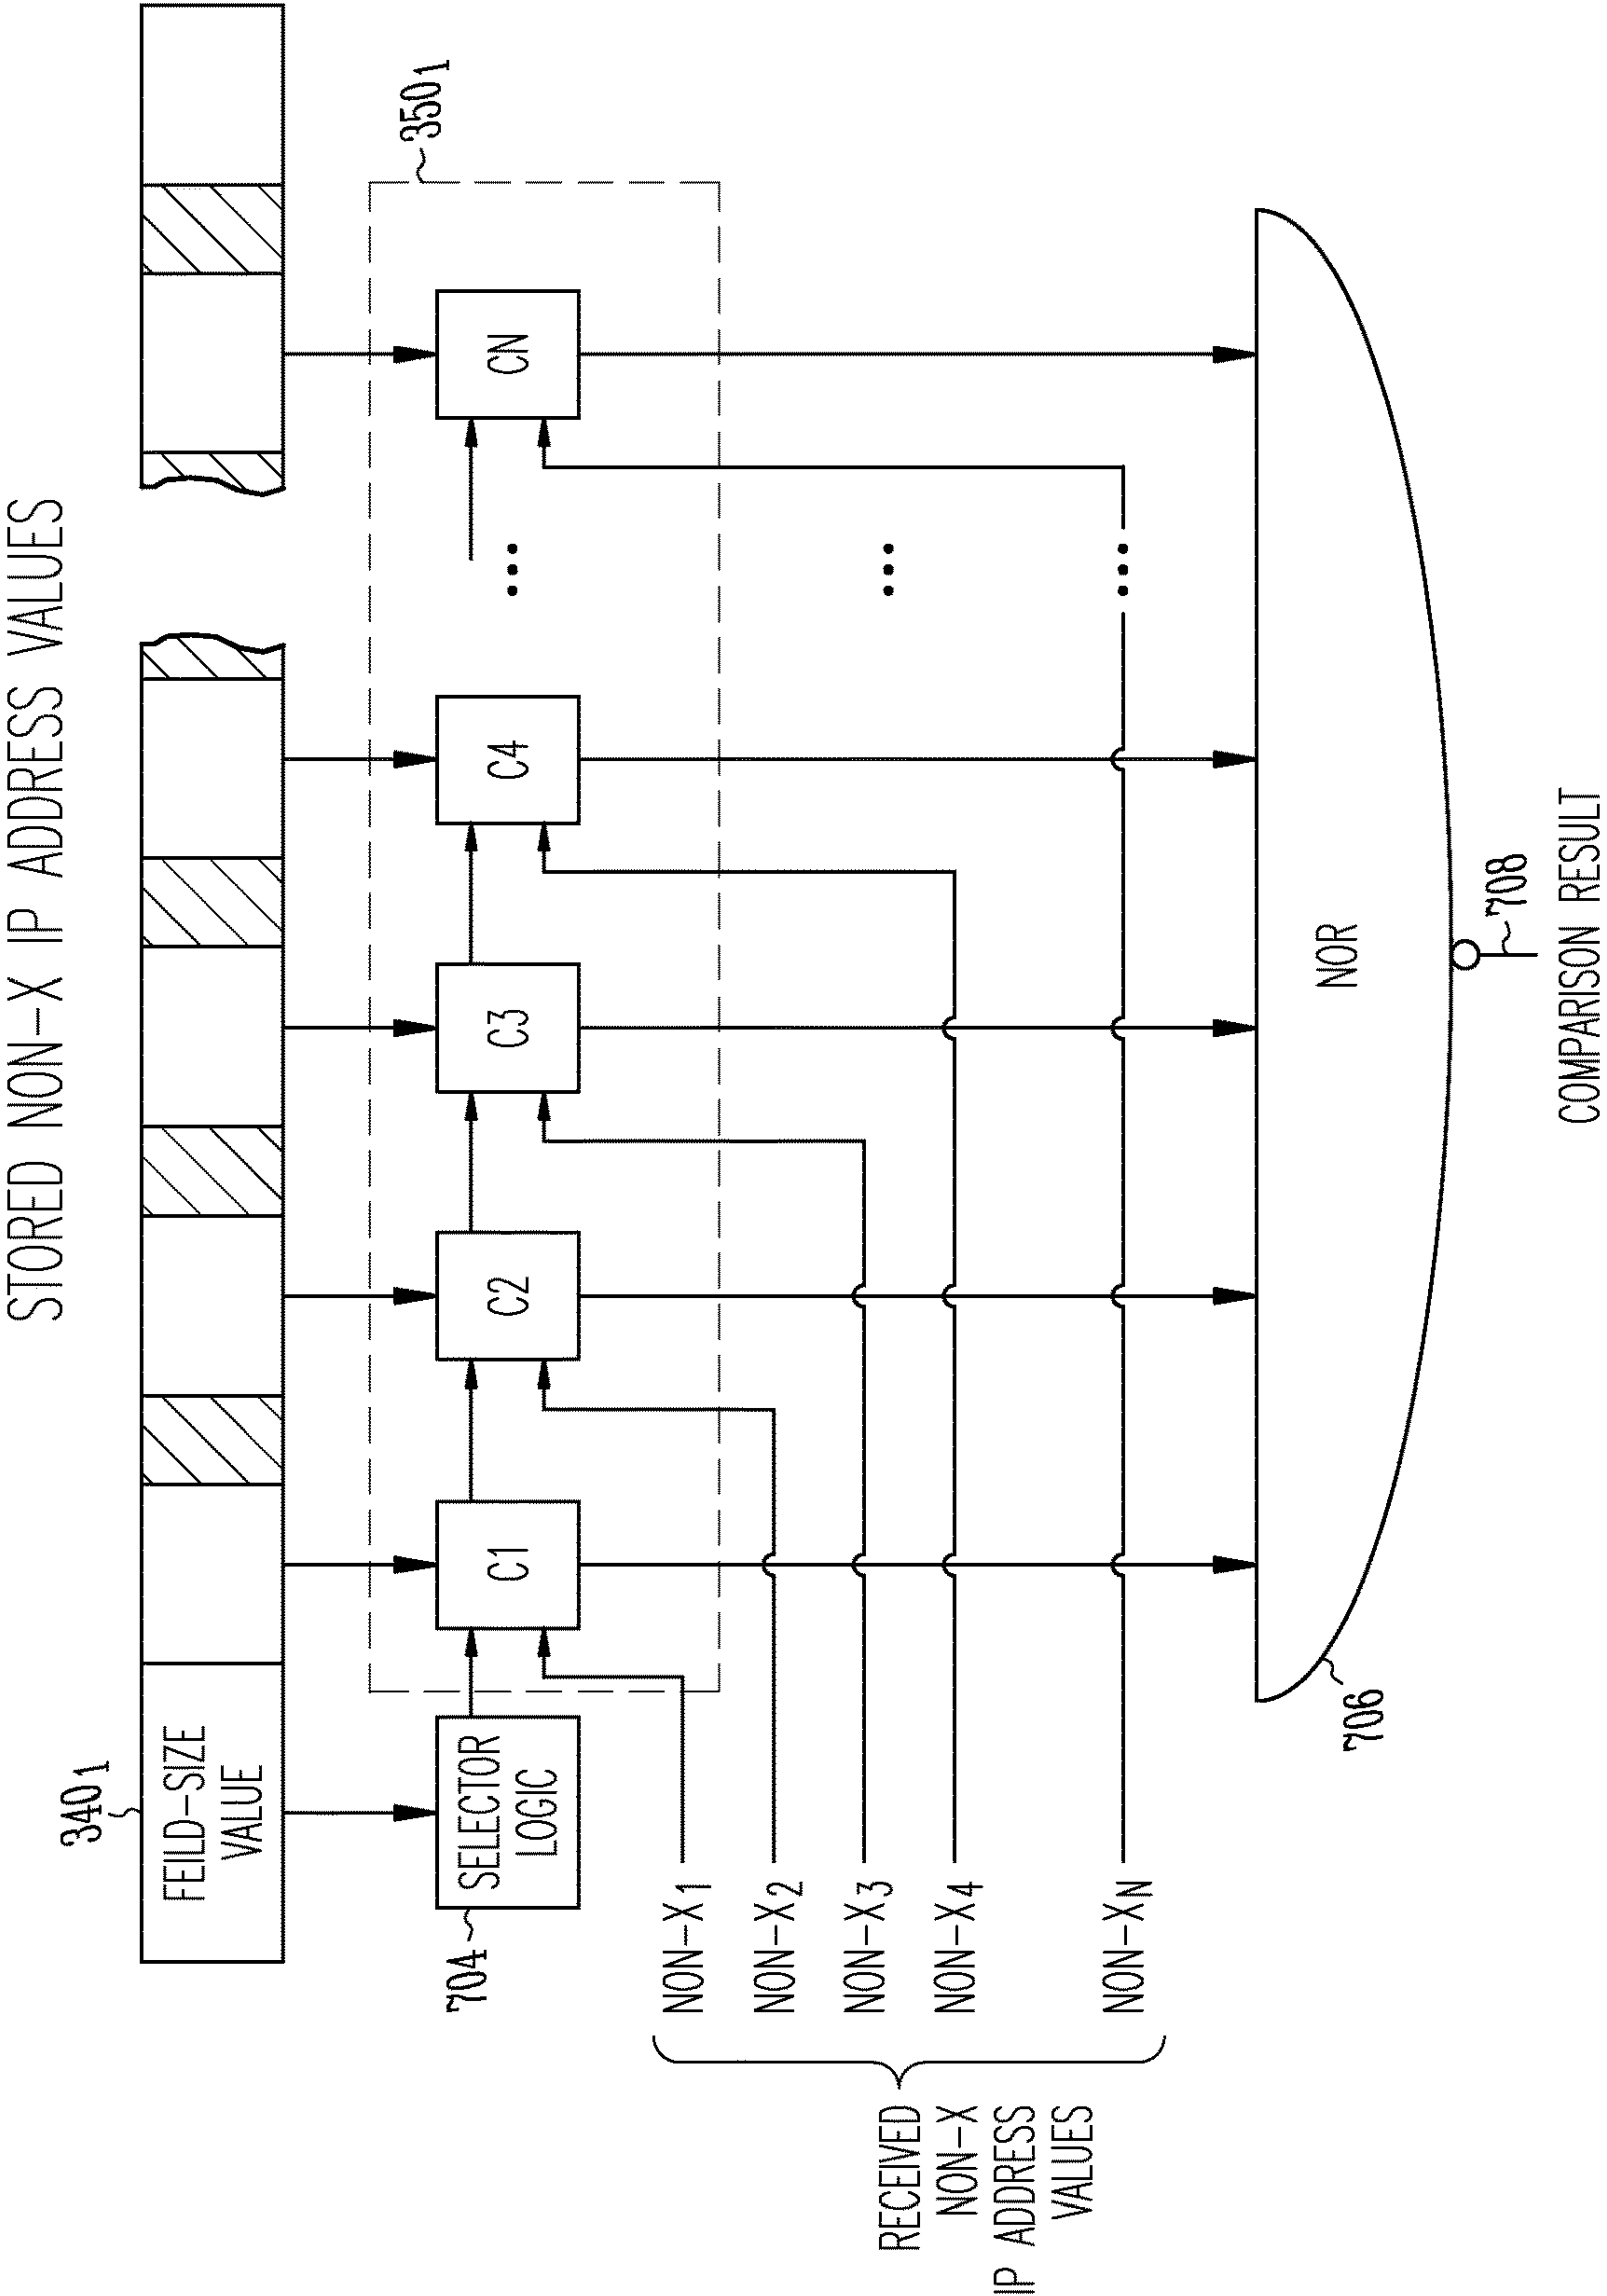 STORED NON-X IP ADDRESS VALUES
340₁
FEILD-SIZE
VALUE
350₁
704
SELECTOR
LOGIC
C1
C2
C3
C4
...
CN
NON-X₁
NON-X₂
NON-X₃
NON-X₄
...
NON-X_N
...
RECEIVED
NON-X
IP ADDRESS
VALUES
NOR
706
708
COMPARISON RESULT